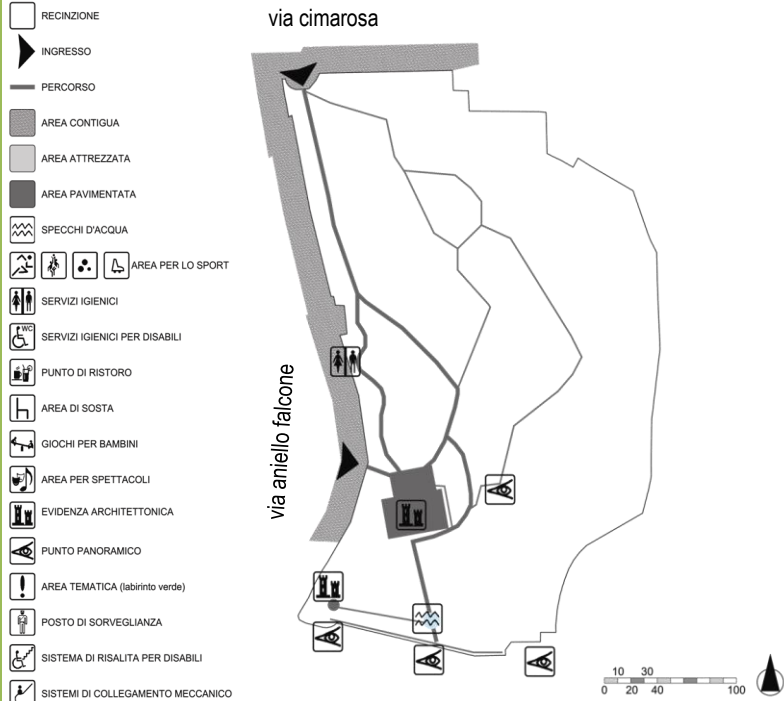 via cimarosa
RECINZIONE
INGRESSO
PERCORSO
AREA CONTIGUA
AREA ATTREZZATA
AREA PAVIMENTATA
SPECCHI D'ACQUA
AREA PER LO SPORT
SERVIZI IGIENICI
WC
SERVIZI IGIENICI PER DISABILI
PUNTO DI RISTORO
AREA DI SOSTA
GIOCHI PER BAMBINI
AREA PER SPETTACOLI
EVIDENZA ARCHITETTONICA
PUNTO PANORAMICO
AREA TEMATICA (labirinto verde)
POSTO DI SORVEGLIANZA
SISTEMA DI RISALITA PER DISABILI
SISTEMI DI COLLEGAMENTO MECCANICO
via aniello falcone
10 30
0 20 40 100